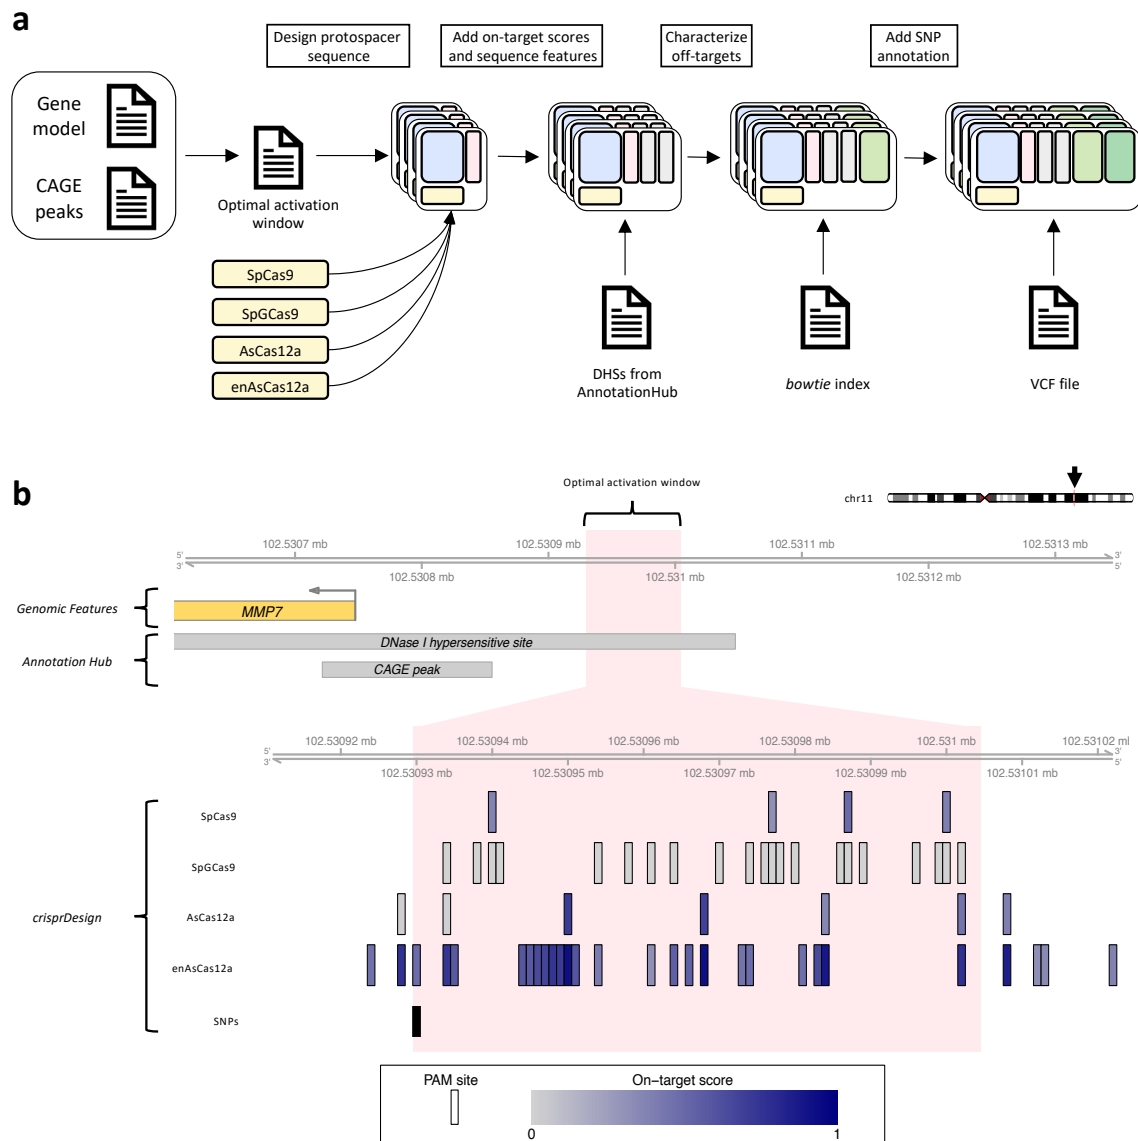 a
Design protospacer
sequence
Add on-target scores
and sequence features
Characterize
off-targets
Add SNP
annotation
Gene
model
CAGE
peaks
Optimal activation
window
SpCas9
SpGCas9
AsCas12a
enAsCas12a
DHSs from
AnnotationHub
bowtie index
VCF file
b
Optimal activation window
chr11
102.5307 mb
102.5309 mb
102.5311 mb
102.5313 mb
5'
3'
3'
5'
102.5308 mb
102.531 mb
102.5312 mb
Genomic Features
MMP7
DNase I hypersensitive site
Annotation Hub
CAGE peak
102.53092 mb
102.53094 mb
102.53096 mb
102.53098 mb
102.531 mb
102.53102 ml
5'
3'
3'
5'
102.53093 mb
102.53095 mb
102.53097 mb
102.53099 mb
102.53101 mb
SpCas9
SpGCas9
AsCas12a
crisprDesign
enAsCas12a
SNPs
PAM site
On−target score
0
1